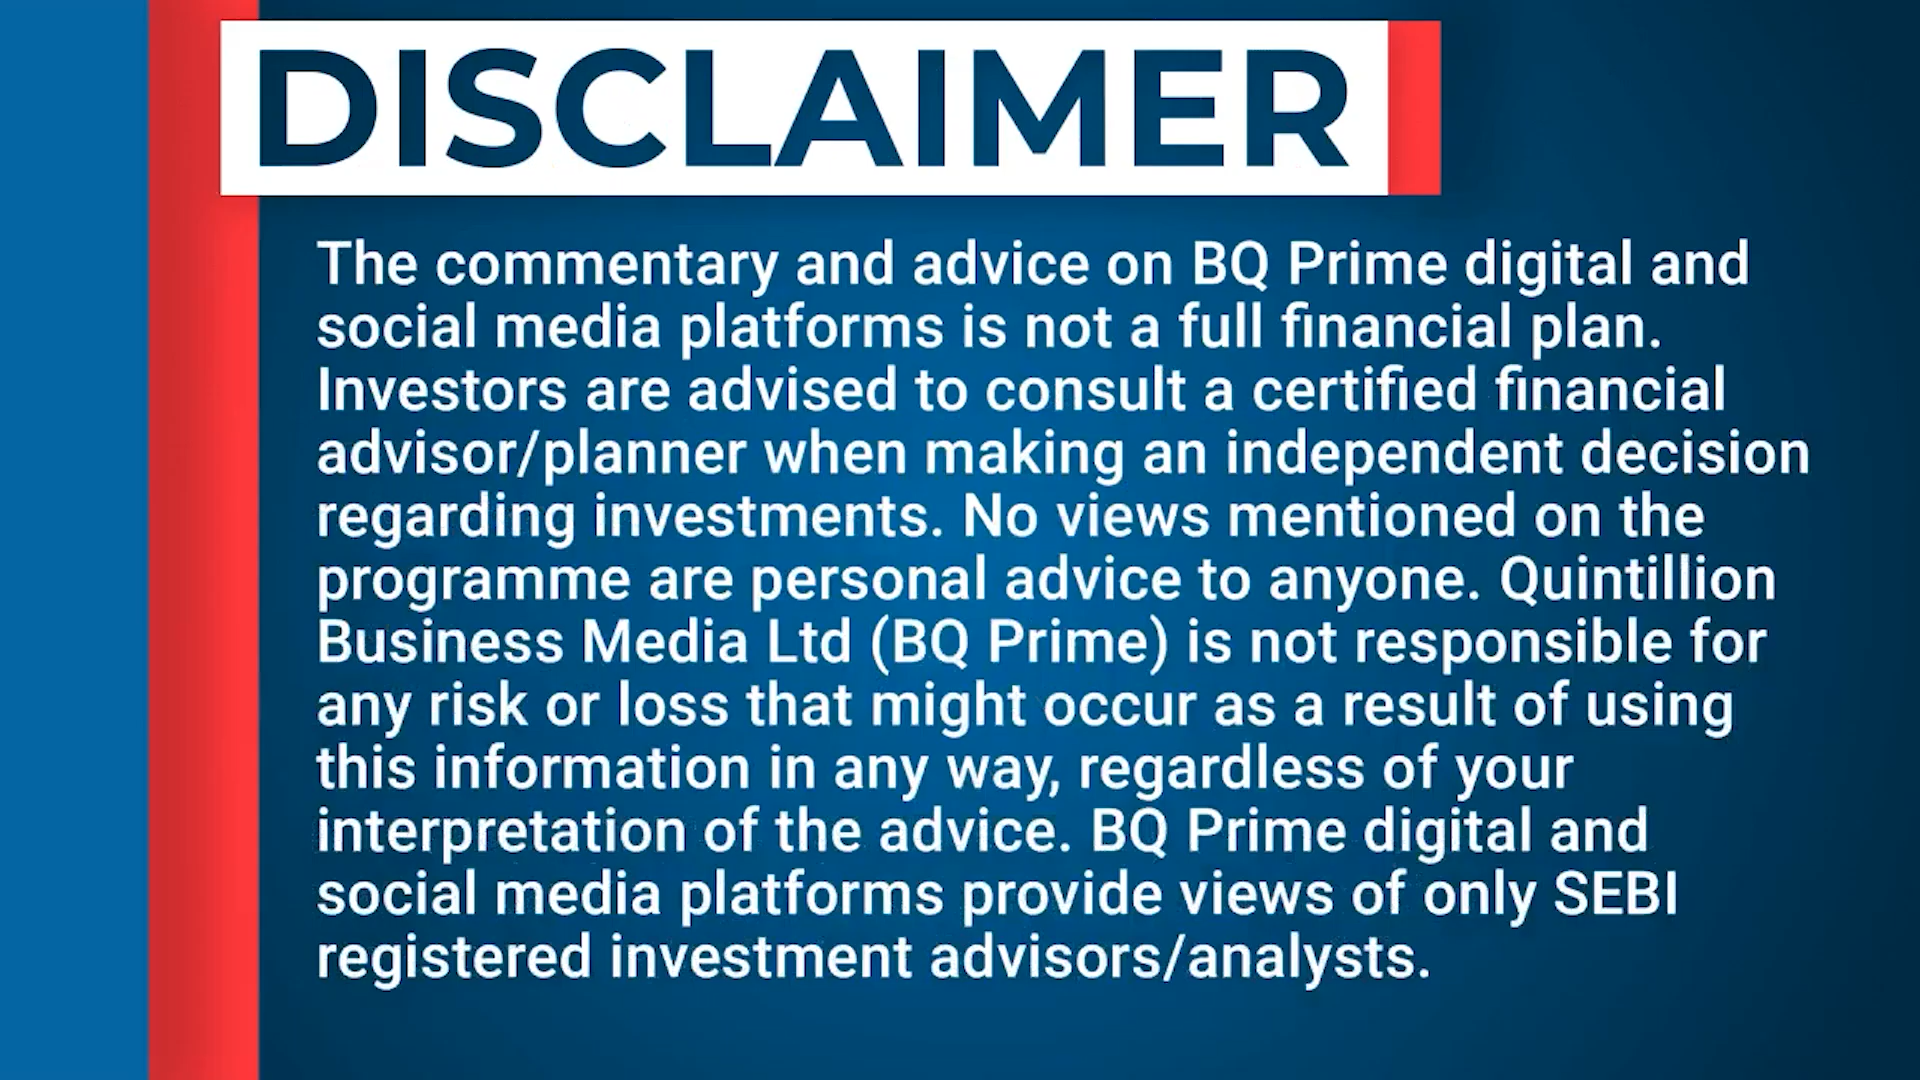 DISCLAIMER
The commentary and advice on BQ Prime digital and
social media platforms is not a full financial plan.
Investors are advised to consult a certified financial
advisor/planner when making an independent decision
regarding investments. No views mentioned on the
programme are personal advice to anyone. Quintillion
Business Media Ltd (BQ Prime) is not responsible for
any risk or loss that might occur as a result of using
this information in any way, regardless of your
interpretation of the advice. BQ Prime digital and
social media platforms provide views of only SEBI
registered investment advisors/analysts.